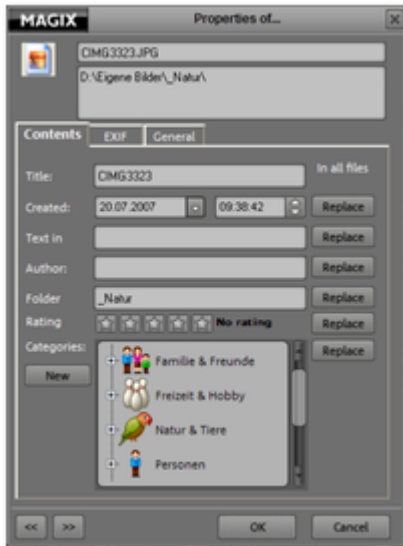 MAGIX Properties of...
CIMG3323.JPG
D:\Eigene Bilder\_Natur\
Contents EXIF General
In all files
Title: CIMG3323
Created: 20.07.2007 09:38:42 Replace
Text in Replace
Author: Replace
Folder _Natur Replace
Rating No rating Replace
Categories: Replace
New
Familie & Freunde
Freizeit & Hobby
Natur & Tiere
Personen
<< >> OK Cancel